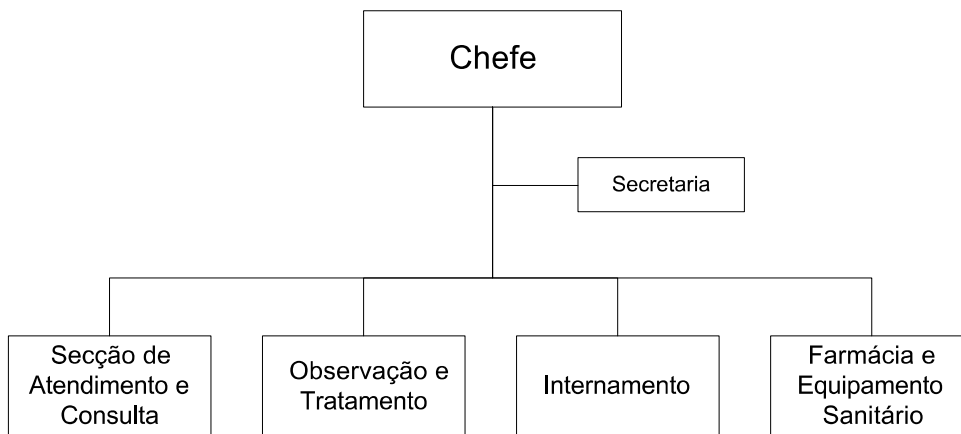 Chefe
Secretaria
Secção de
Atendimento e
Consulta
Observação e
Tratamento
Internamento
Farmácia e
Equipamento
Sanitário